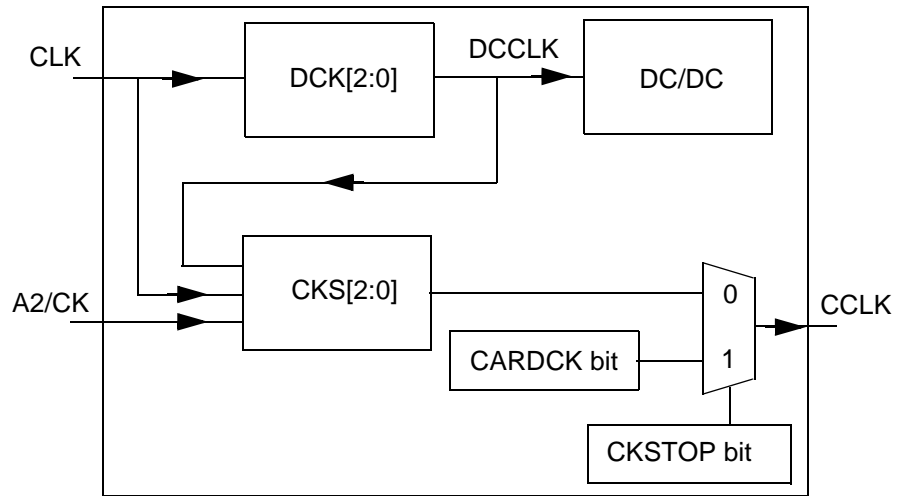 CLK
DCK[2:0]
DCCLK
DC/DC
A2/CK
CKS[2:0]
0
CCLK
CARDCK bit
1
CKSTOP bit